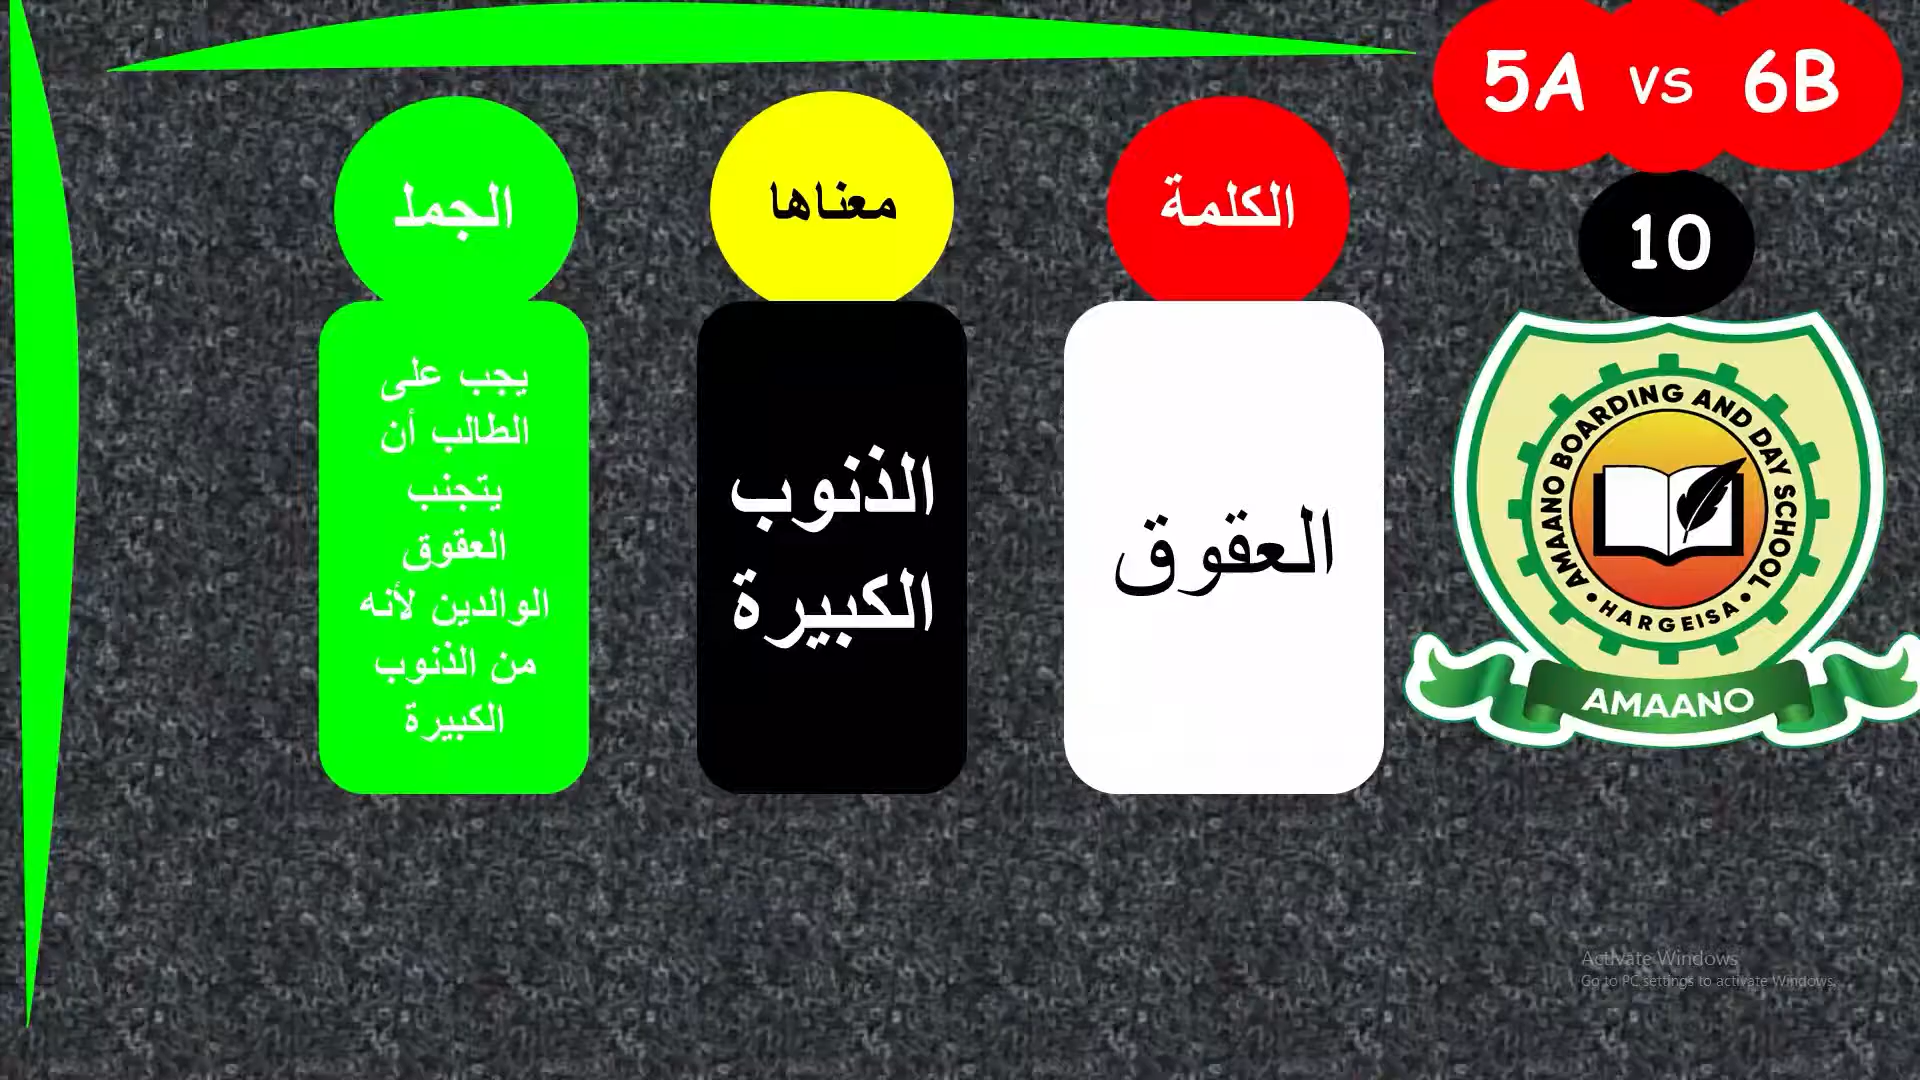 5A vs 6B
10
الكلمة
معناها
الجملـ
العقوق
الذنوب
الكبيرة
يجب على
الطالب أن
يتجنب
العقوق
الوالدين لأنه
من الذنوب
الكبيرة
AMAANO BOARDING AND DAY SCHOOL
• HARGEISA •
AMAANO
Activate Windows
Go to PC settings to activate Windows.